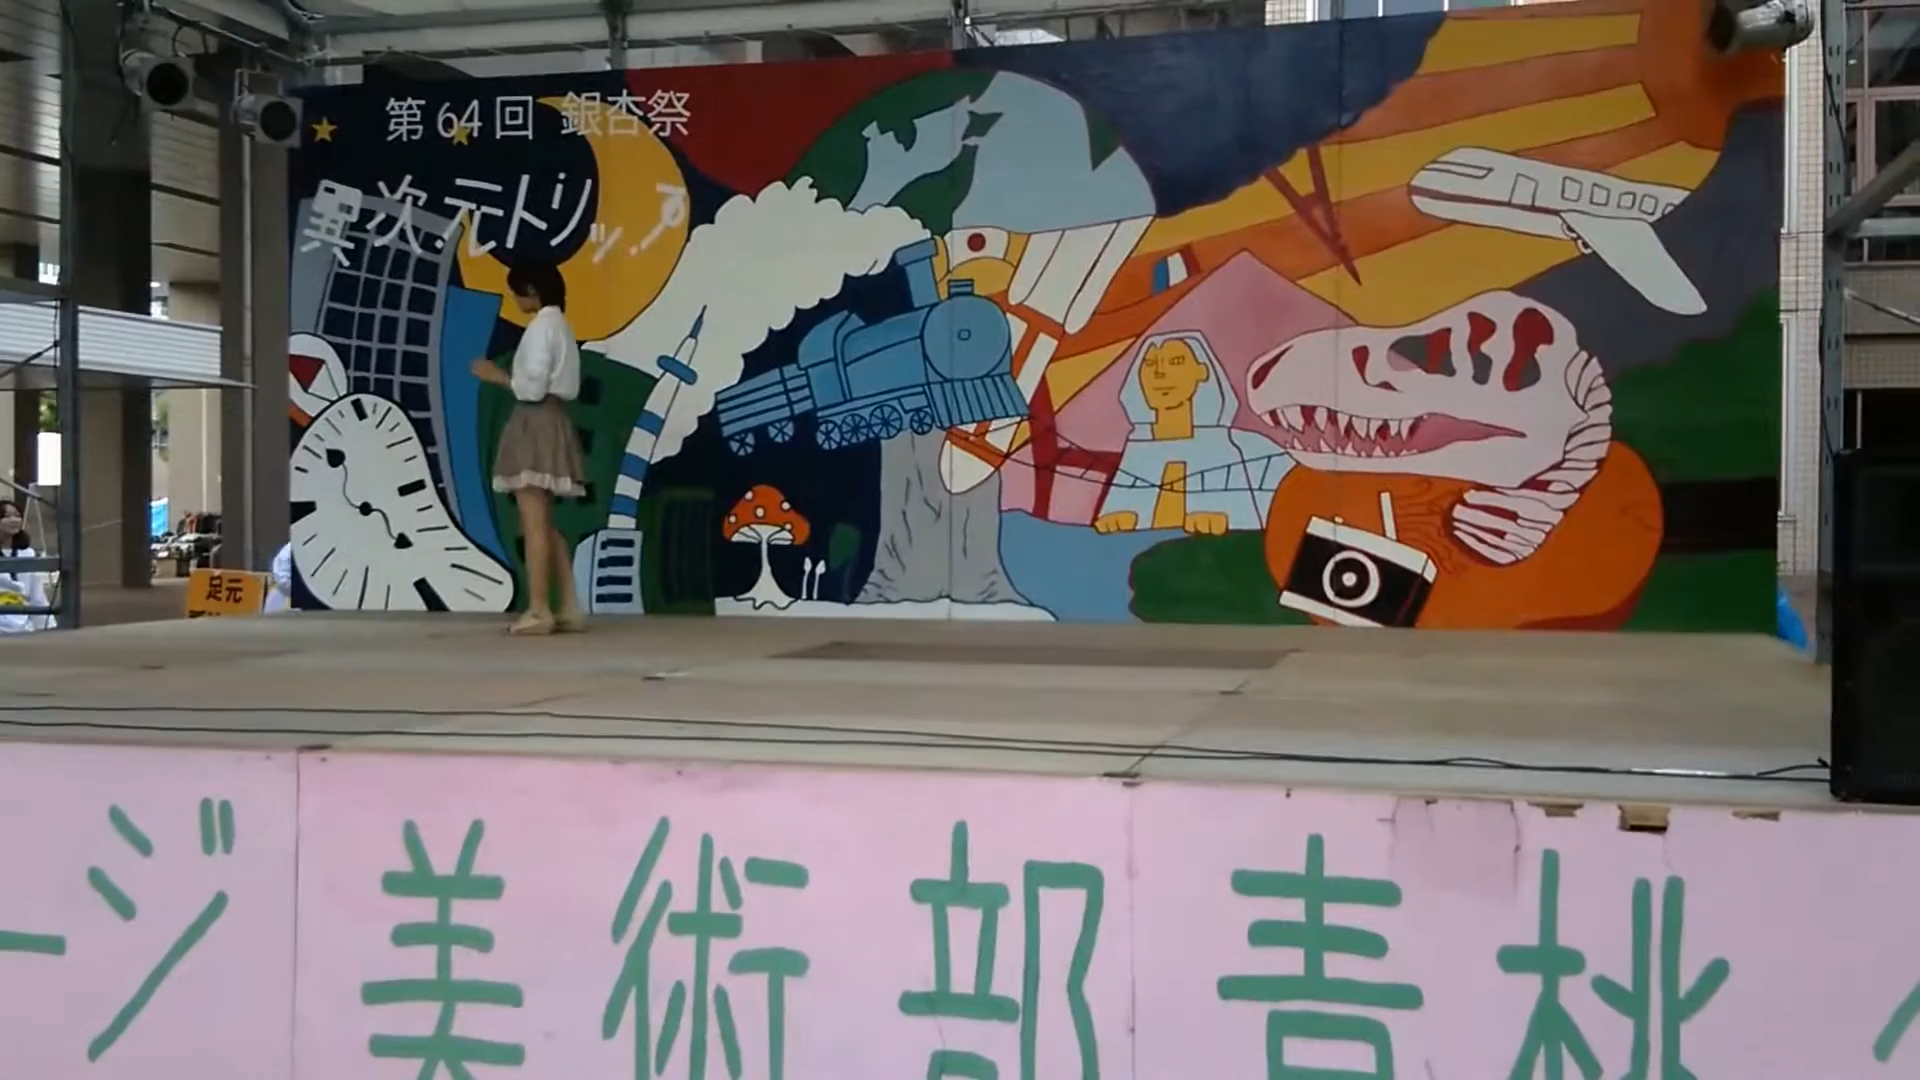 第64回 銀杏祭
異次元トリップ
足元
ージ 美術部 書桃